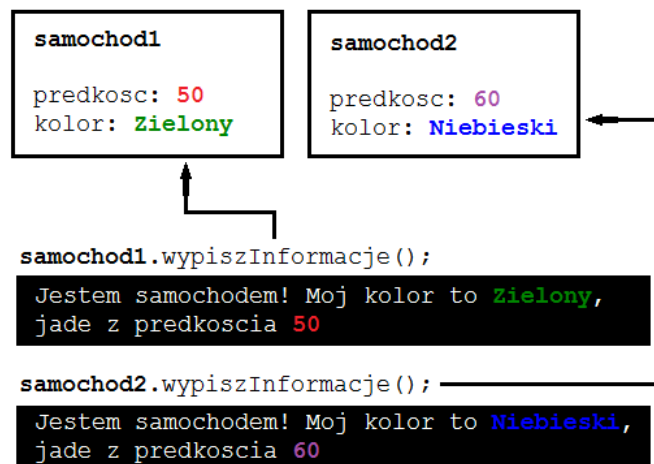 samochod1
predkosc: 50
kolor: Zielony
samochod2
predkosc: 60
kolor: Niebieski
samochod1.wypiszInformacje();
Jestem samochodem! Moj kolor to Zielony,
jade z predkoscia 50
samochod2.wypiszInformacje();
Jestem samochodem! Moj kolor to Niebieski,
jade z predkoscia 60